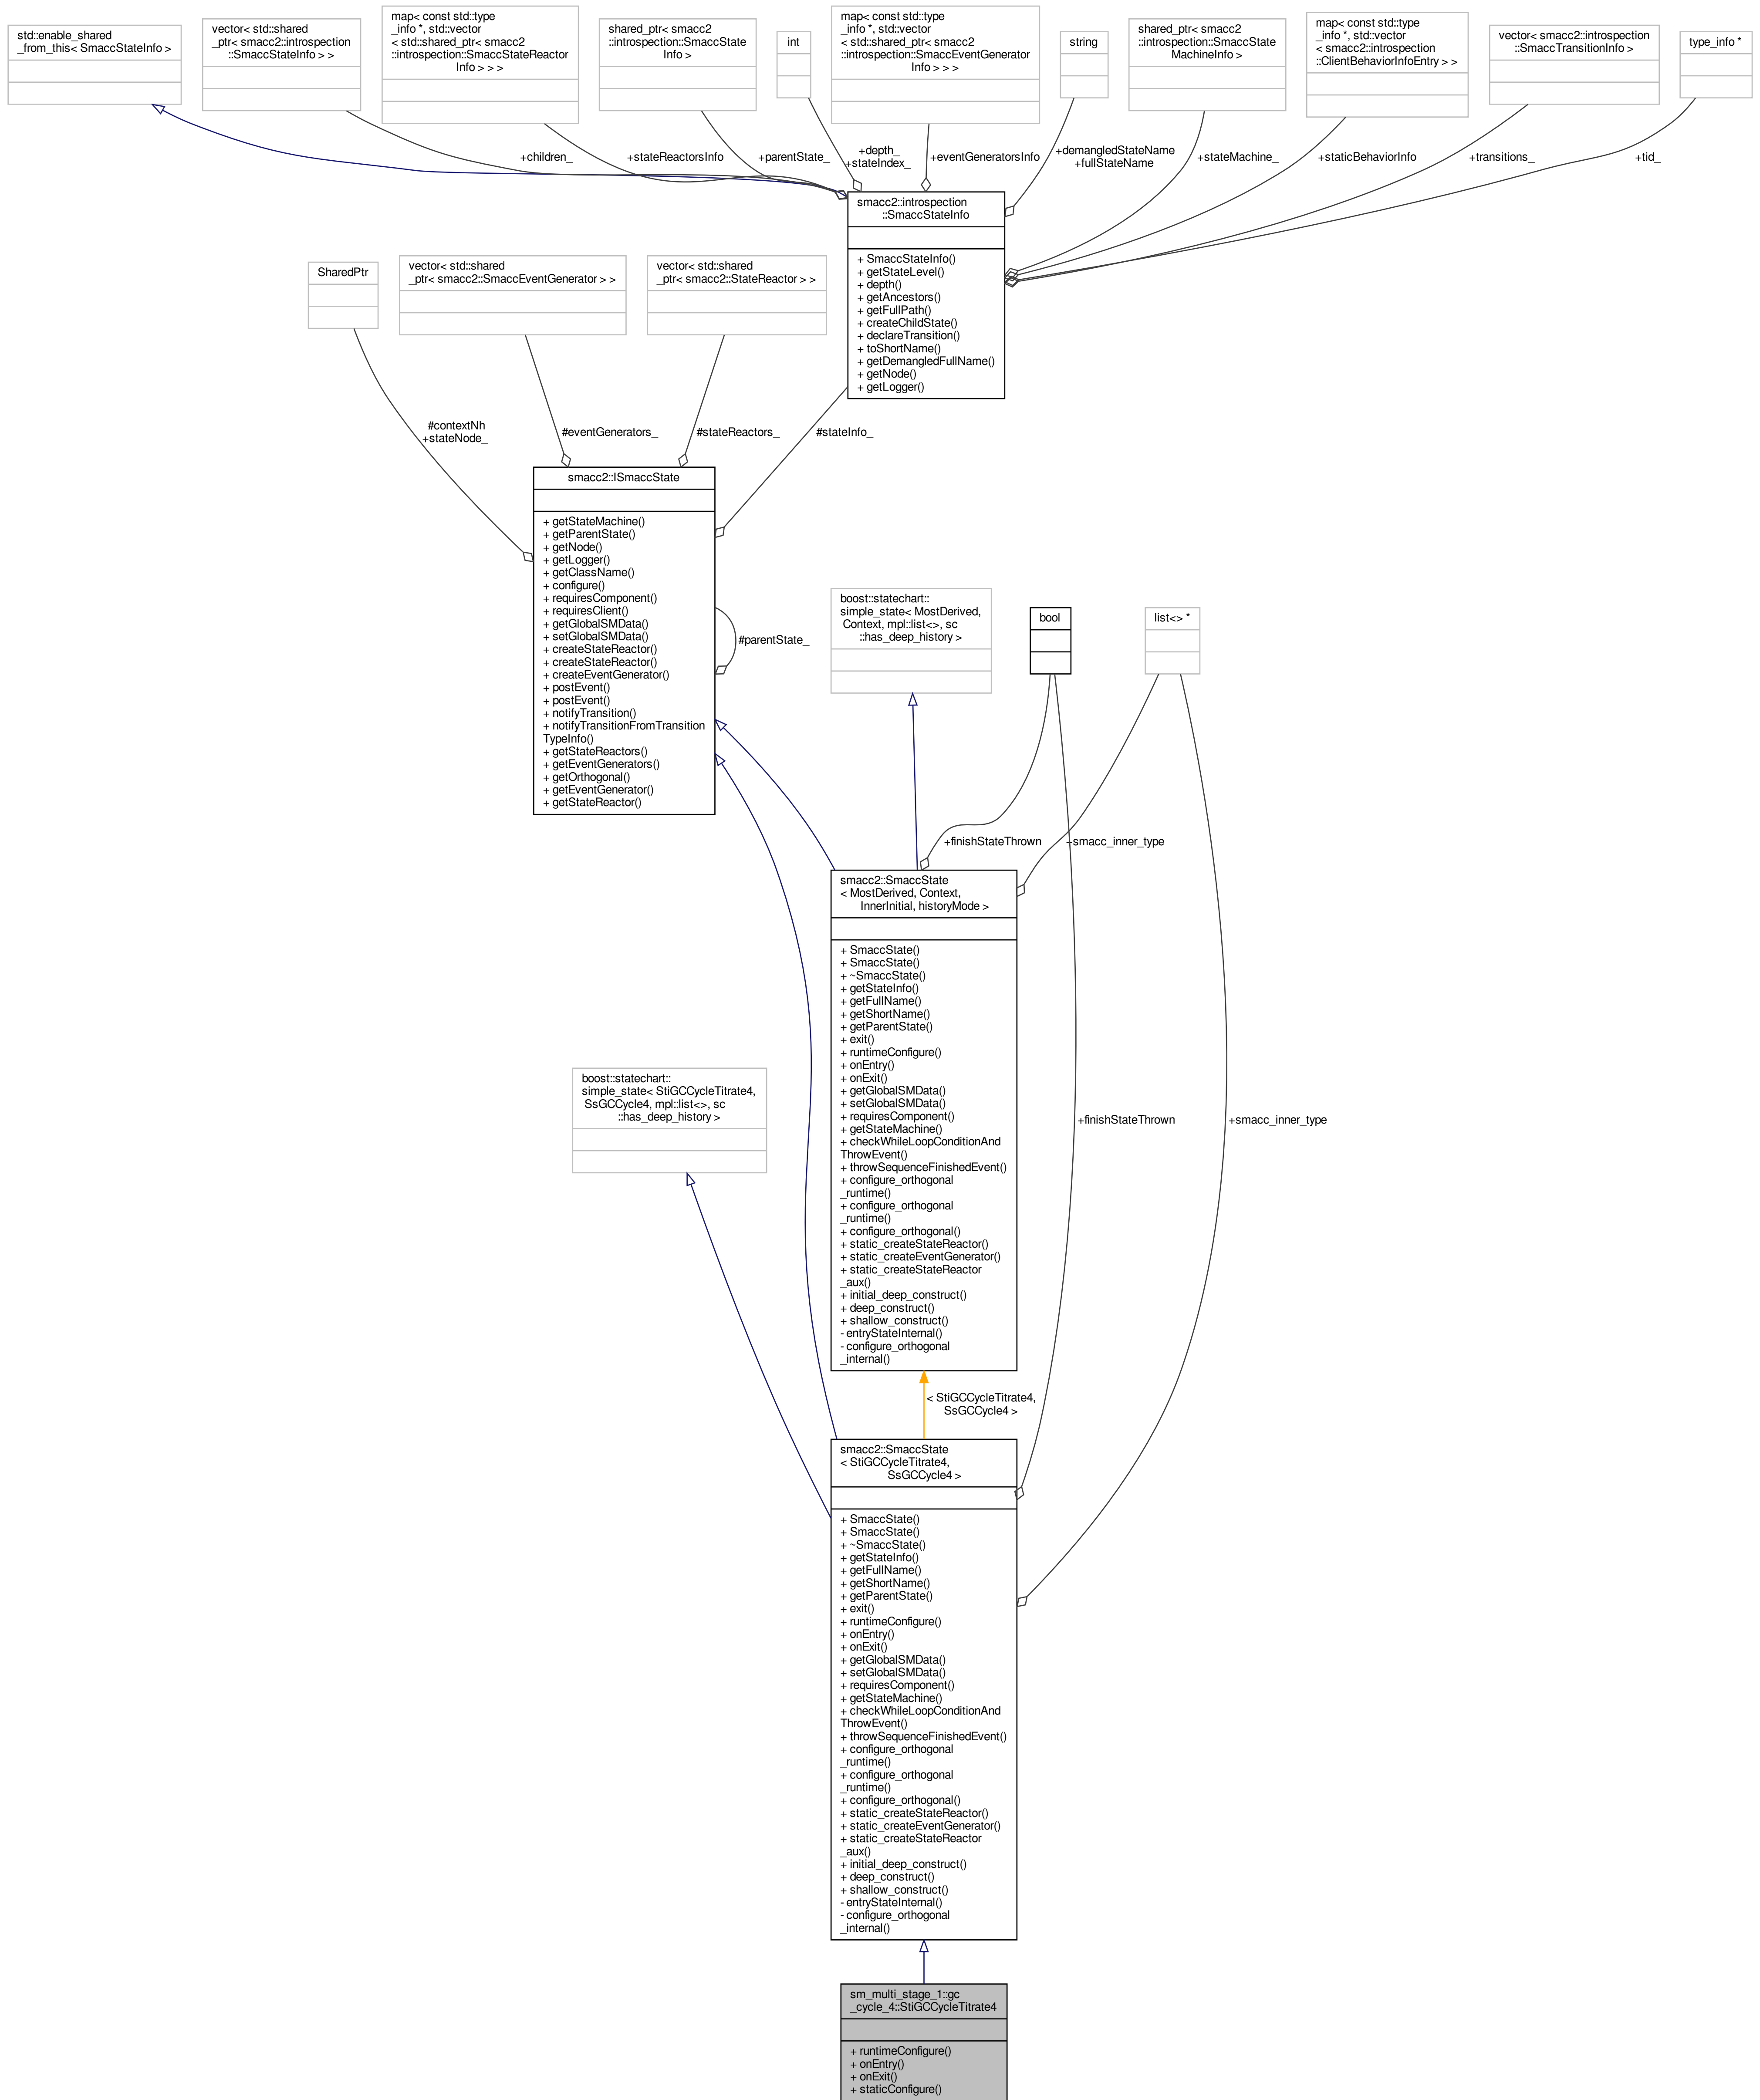 std::enable_shared
_from_this< SmaccStateInfo >
vector< std::shared
_ptr< smacc2::introspection
::SmaccStateInfo > >
map< const std::type
_info *, std::vector
< std::shared_ptr< smacc2
::introspection::SmaccStateReactor
Info > > >
shared_ptr< smacc2
::introspection::SmaccState
Info >
int
map< const std::type
_info *, std::vector
< std::shared_ptr< smacc2
::introspection::SmaccEventGenerator
Info > > >
string
shared_ptr< smacc2
::introspection::SmaccState
MachineInfo >
map< const std::type
_info *, std::vector
< smacc2::introspection
::ClientBehaviorInfoEntry > >
vector< smacc2::introspection
::SmaccTransitionInfo >
type_info *
+children_
+stateReactorsInfo
+parentState_
+depth_
+stateIndex_
+eventGeneratorsInfo
+demangledStateName
+fullStateName
+stateMachine_
+staticBehaviorInfo
+transitions_
+tid_
smacc2::introspection
::SmaccStateInfo
+ SmaccStateInfo()
+ getStateLevel()
+ depth()
+ getAncestors()
+ getFullPath()
+ createChildState()
+ declareTransition()
+ toShortName()
+ getDemangledFullName()
+ getNode()
+ getLogger()
SharedPtr
vector< std::shared
_ptr< smacc2::SmaccEventGenerator > >
vector< std::shared
_ptr< smacc2::StateReactor > >
#contextNh
+stateNode_
#eventGenerators_
#stateReactors_
#stateInfo_
smacc2::ISmaccState
+ getStateMachine()
+ getParentState()
+ getNode()
+ getLogger()
+ getClassName()
+ configure()
+ requiresComponent()
+ requiresClient()
+ getGlobalSMData()
+ setGlobalSMData()
+ createStateReactor()
+ createStateReactor()
+ createEventGenerator()
+ postEvent()
+ postEvent()
+ notifyTransition()
+ notifyTransitionFromTransition
TypeInfo()
+ getStateReactors()
+ getEventGenerators()
+ getOrthogonal()
+ getEventGenerator()
+ getStateReactor()
#parentState_
boost::statechart::
simple_state< MostDerived,
Context, mpl::list<>, sc
::has_deep_history >
bool
list<> *
+finishStateThrown
+smacc_inner_type
smacc2::SmaccState
< MostDerived, Context,
InnerInitial, historyMode >
+ SmaccState()
+ SmaccState()
+ ~SmaccState()
+ getStateInfo()
+ getFullName()
+ getShortName()
+ getParentState()
+ exit()
+ runtimeConfigure()
+ onEntry()
+ onExit()
+ getGlobalSMData()
+ setGlobalSMData()
+ requiresComponent()
+ getStateMachine()
+ checkWhileLoopConditionAnd
ThrowEvent()
+ throwSequenceFinishedEvent()
+ configure_orthogonal
_runtime()
+ configure_orthogonal
_runtime()
+ configure_orthogonal()
+ static_createStateReactor()
+ static_createEventGenerator()
+ static_createStateReactor
_aux()
+ initial_deep_construct()
+ deep_construct()
+ shallow_construct()
- entryStateInternal()
- configure_orthogonal
_internal()
boost::statechart::
simple_state< StiGCCycleTitrate4,
SsGCCycle4, mpl::list<>, sc
::has_deep_history >
+finishStateThrown
+smacc_inner_type
< StiGCCycleTitrate4,
SsGCCycle4 >
smacc2::SmaccState
< StiGCCycleTitrate4,
SsGCCycle4 >
+ SmaccState()
+ SmaccState()
+ ~SmaccState()
+ getStateInfo()
+ getFullName()
+ getShortName()
+ getParentState()
+ exit()
+ runtimeConfigure()
+ onEntry()
+ onExit()
+ getGlobalSMData()
+ setGlobalSMData()
+ requiresComponent()
+ getStateMachine()
+ checkWhileLoopConditionAnd
ThrowEvent()
+ throwSequenceFinishedEvent()
+ configure_orthogonal
_runtime()
+ configure_orthogonal
_runtime()
+ configure_orthogonal()
+ static_createStateReactor()
+ static_createEventGenerator()
+ static_createStateReactor
_aux()
+ initial_deep_construct()
+ deep_construct()
+ shallow_construct()
- entryStateInternal()
- configure_orthogonal
_internal()
sm_multi_stage_1::gc
_cycle_4::StiGCCycleTitrate4
+ runtimeConfigure()
+ onEntry()
+ onExit()
+ staticConfigure()